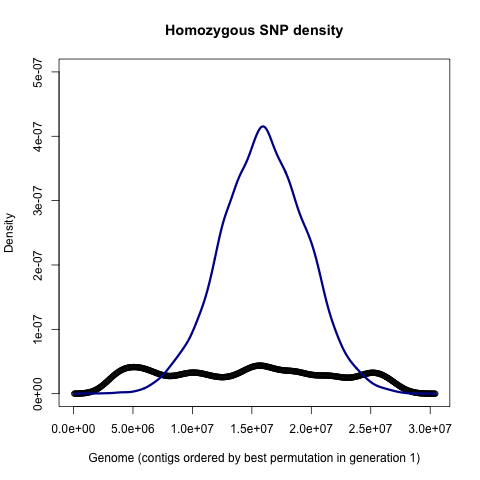 Homozygous SNP density
Density
5e-07
4e-07
3e-07
2e-07
1e-07
0e+00
0.0e+00 5.0e+06 1.0e+07 1.5e+07 2.0e+07 2.5e+07 3.0e+07
Genome (contigs ordered by best permutation in generation 1)